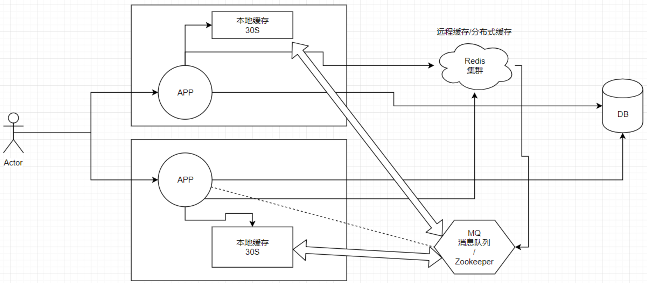 本地缓存
30S
远程缓存/分布式缓存
Redis
集群
APP
DB
Actor
APP
MQ
消息队列
/
Zookeeper
本地缓存
30S